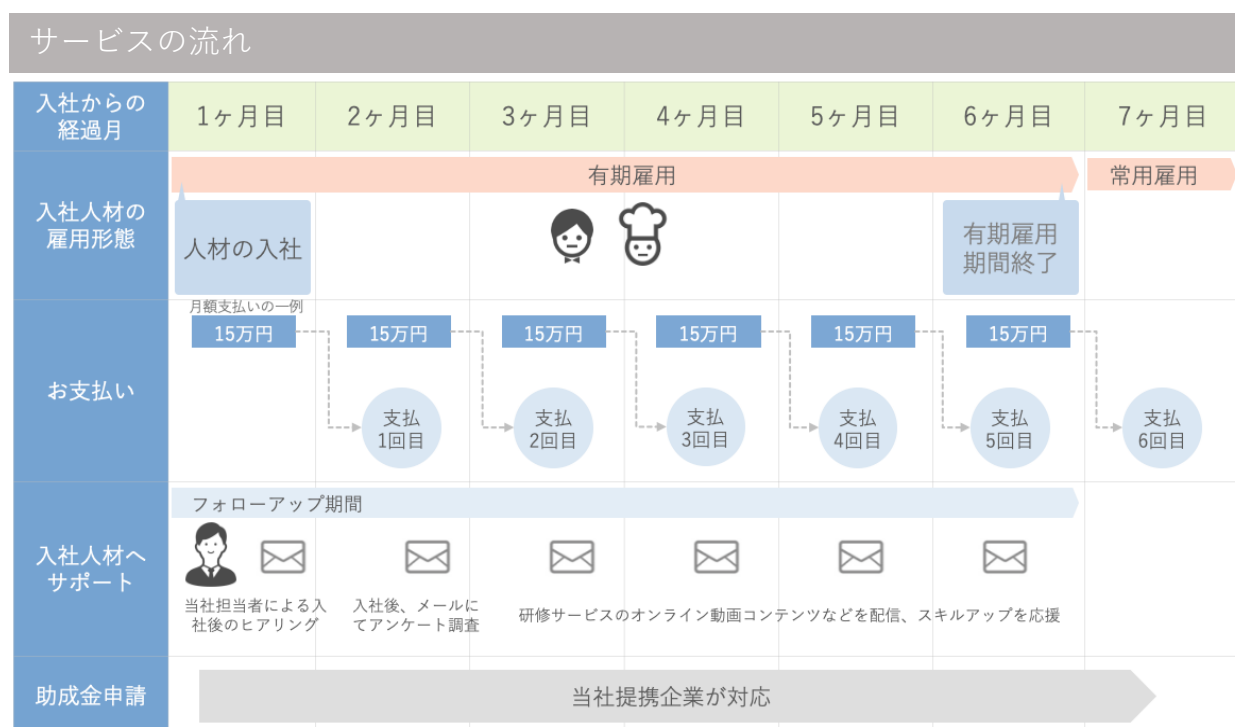 サービスの流れ
入社からの
経過月
1ヶ月目
2ヶ月目
3ヶ月目
4ヶ月目
5ヶ月目
6ヶ月目
7ヶ月目
入社人材の
雇用形態
有期雇用
常用雇用
人材の入社
有期雇用
期間終了
お支払い
月額支払いの一例
15万円
15万円
15万円
15万円
15万円
15万円
支払
1回目
支払
2回目
支払
3回目
支払
4回目
支払
5回目
支払
6回目
入社人材へ
サポート
フォローアップ期間
当社担当者による入
社後のヒアリング
入社後、メールに
てアンケート調査
研修サービスのオンライン動画コンテンツなどを配信、スキルアップを応援
助成金申請
当社提携企業が対応